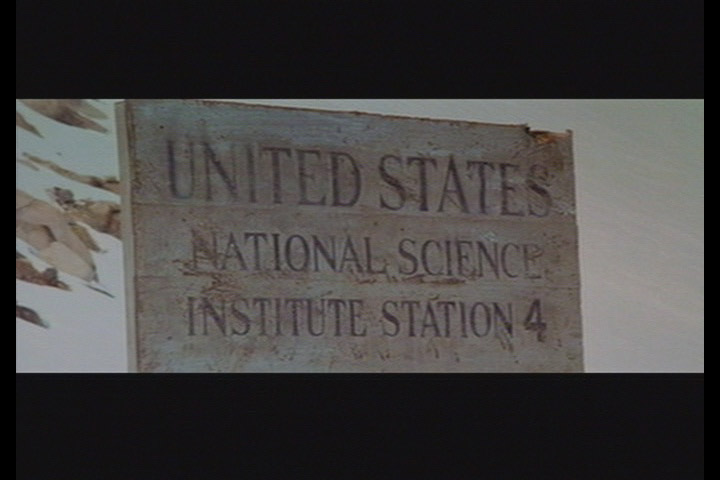 UNITED STATES
NATIONAL SCIENCE
INSTITUTE STATION 4